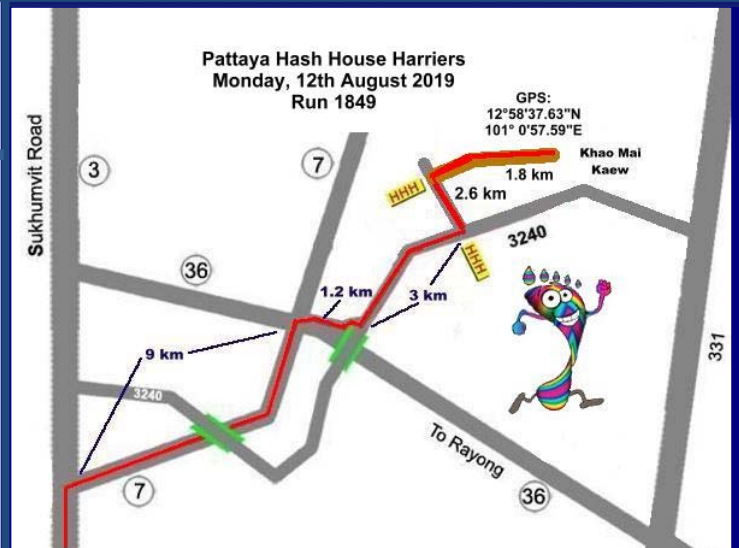 Pattaya Hash House Harriers
Monday, 12th August 2019
Run 1849
GPS:
12°58'37.63"N
101° 0'57.59"E
Khao Mai
Kaew
Sukhumvit Road
3
7
HHH
1.8 km
2.6 km
3240
HHH
36
1.2 km
3 km
9 km
331
3240
To Rayong
7
36